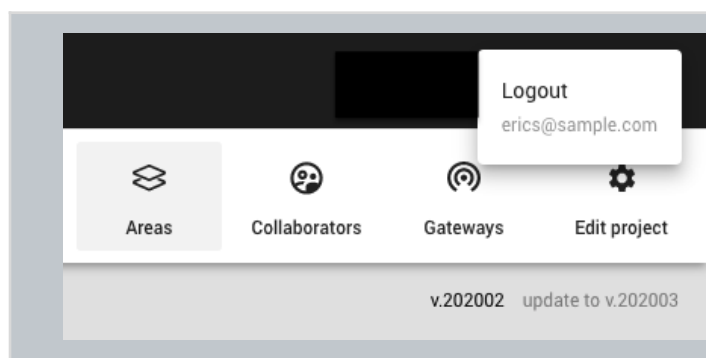 Logout
erics@sample.com
Areas Collaborators Gateways Edit project
v.202002 update to v.202003